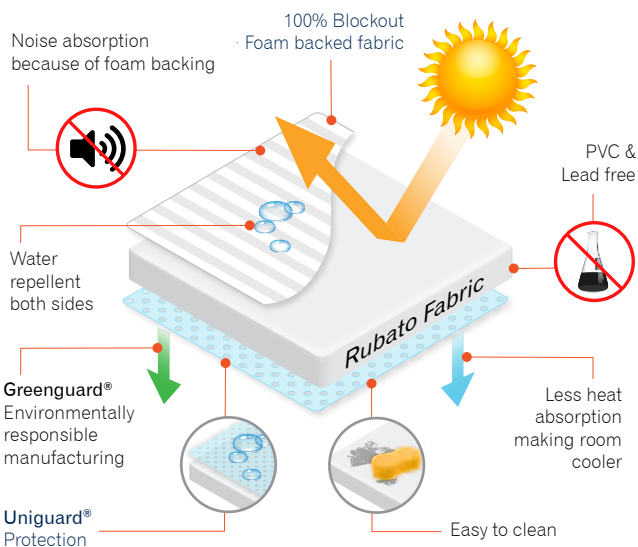 100% Blockout
Foam backed fabric
Noise absorption
because of foam backing
PVC &
Lead free
Water
repellent
both sides
Rubato Fabric
Greenguard®
Environmentally
responsible
manufacturing
Less heat
absorption
making room
cooler
Uniguard®
Protection
Easy to clean